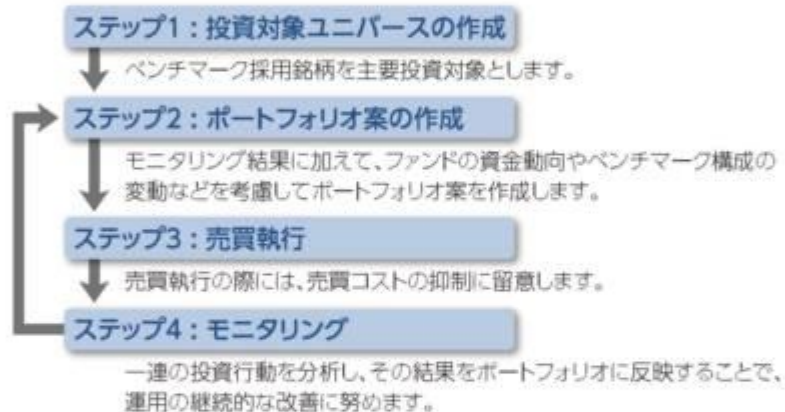 ステップ1：投資対象ユニバースの作成
ベンチマーク採用銘柄を主要投資対象とします。
ステップ2：ポートフォリオ案の作成
モニタリング結果に加えて、ファンドの資金動向やベンチマーク構成の
変動などを考慮してポートフォリオ案を作成します。
ステップ3：売買執行
売買執行の際には、売買コストの抑制に留意します。
ステップ4：モニタリング
一連の投資行動を分析し、その結果をポートフォリオに反映することで、
運用の継続的な改善に努めます。